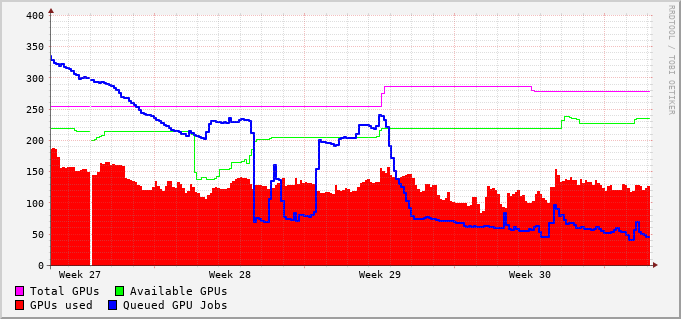 RRDTOOL / TOBI OETIKER
400
350
300
250
200
150
100
50
0
Week 27 Week 28 Week 29 Week 30
Total GPUs Available GPUs
GPUs used Queued GPU Jobs